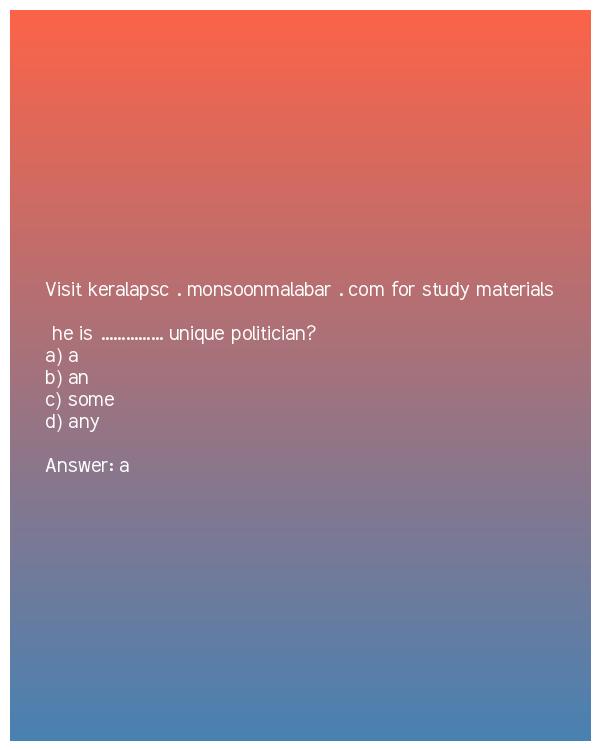 Visit keralapsc . monsoonmalabar . com for study materials
he is ............... unique politician?
a) a
b) an
c) some
d) any
Answer: a